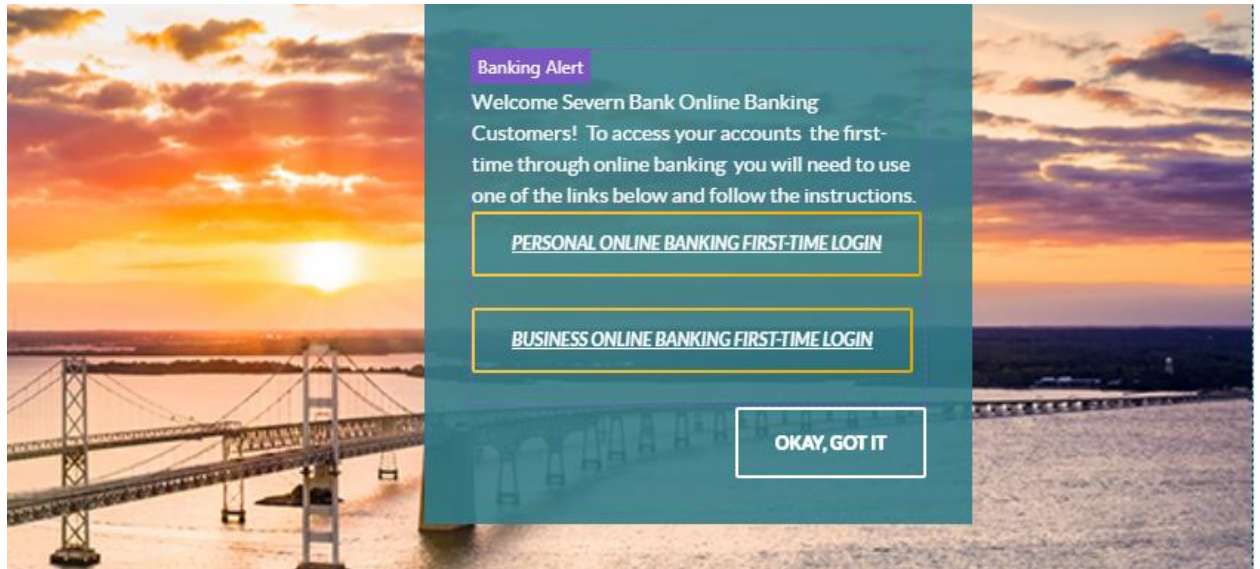 Banking Alert
Welcome Severn Bank Online Banking
Customers! To access your accounts the first-
time through online banking you will need to use
one of the links below and follow the instructions.
PERSONAL ONLINE BANKING FIRST-TIME LOGIN
BUSINESS ONLINE BANKING FIRST-TIME LOGIN
OKAY, GOT IT